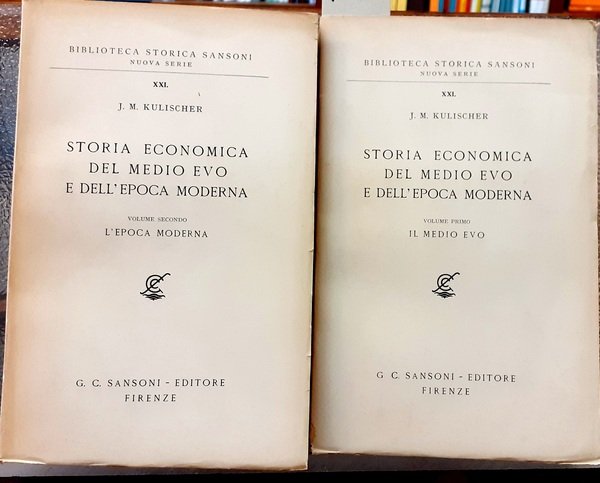 BIBLIOTECA STORICA SANSONI
NUOVA SERIE
XXI.
J. M. KULISCHER
STORIA ECONOMICA
DEL MEDIO EVO
E DELL'EPOCA MODERNA
VOLUME SECONDO
L'EPOCA MODERNA
G. C. SANSONI - EDITORE
FIRENZE
BIBLIOTECA STORICA SANSONI
NUOVA SERIE
XXI.
J. M. KULISCHER
STORIA ECONOMICA
DEL MEDIO EVO
E DELL'EPOCA MODERNA
VOLUME PRIMO
IL MEDIO EVO
G. C. SANSONI - EDITORE
FIRENZE